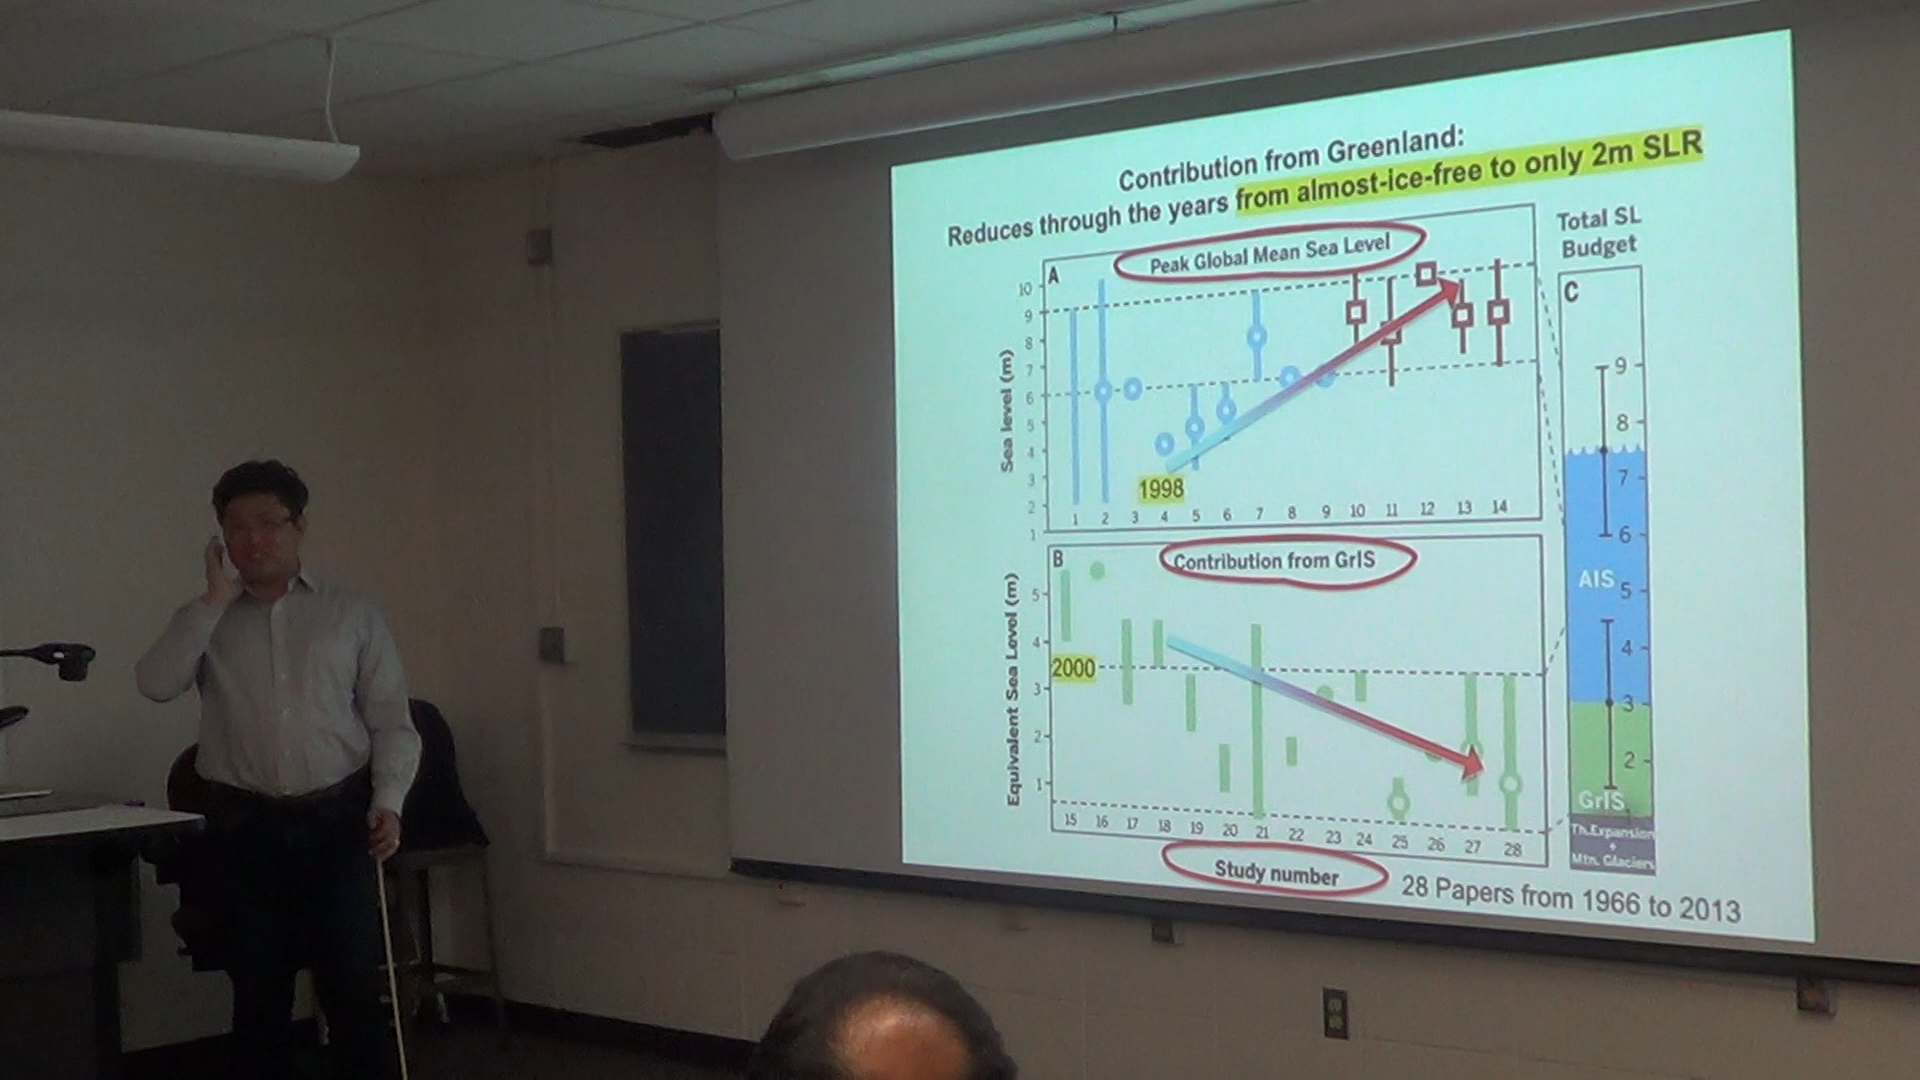 Contribution from Greenland:
Reduces through the years from almost-ice-free to only 2m SLR
Peak Global Mean Sea Level
A
Sea level (m)
10
9
8
7
6
5
4
3
2
1
1998
1 2 3 4 5 6 7 8 9 10 11 12 13 14
B
Contribution from GrIS
Equivalent Sea Level (m)
5
4
3
2
1
2000
15 16 17 18 19 20 21 22 23 24 25 26 27 28
Study number
28 Papers from 1966 to 2013
Total SL
Budget
C
9
8
7
6
AIS 5
4
3
2
GrIS
Th.Expansion
+
Mtn. Glaciers